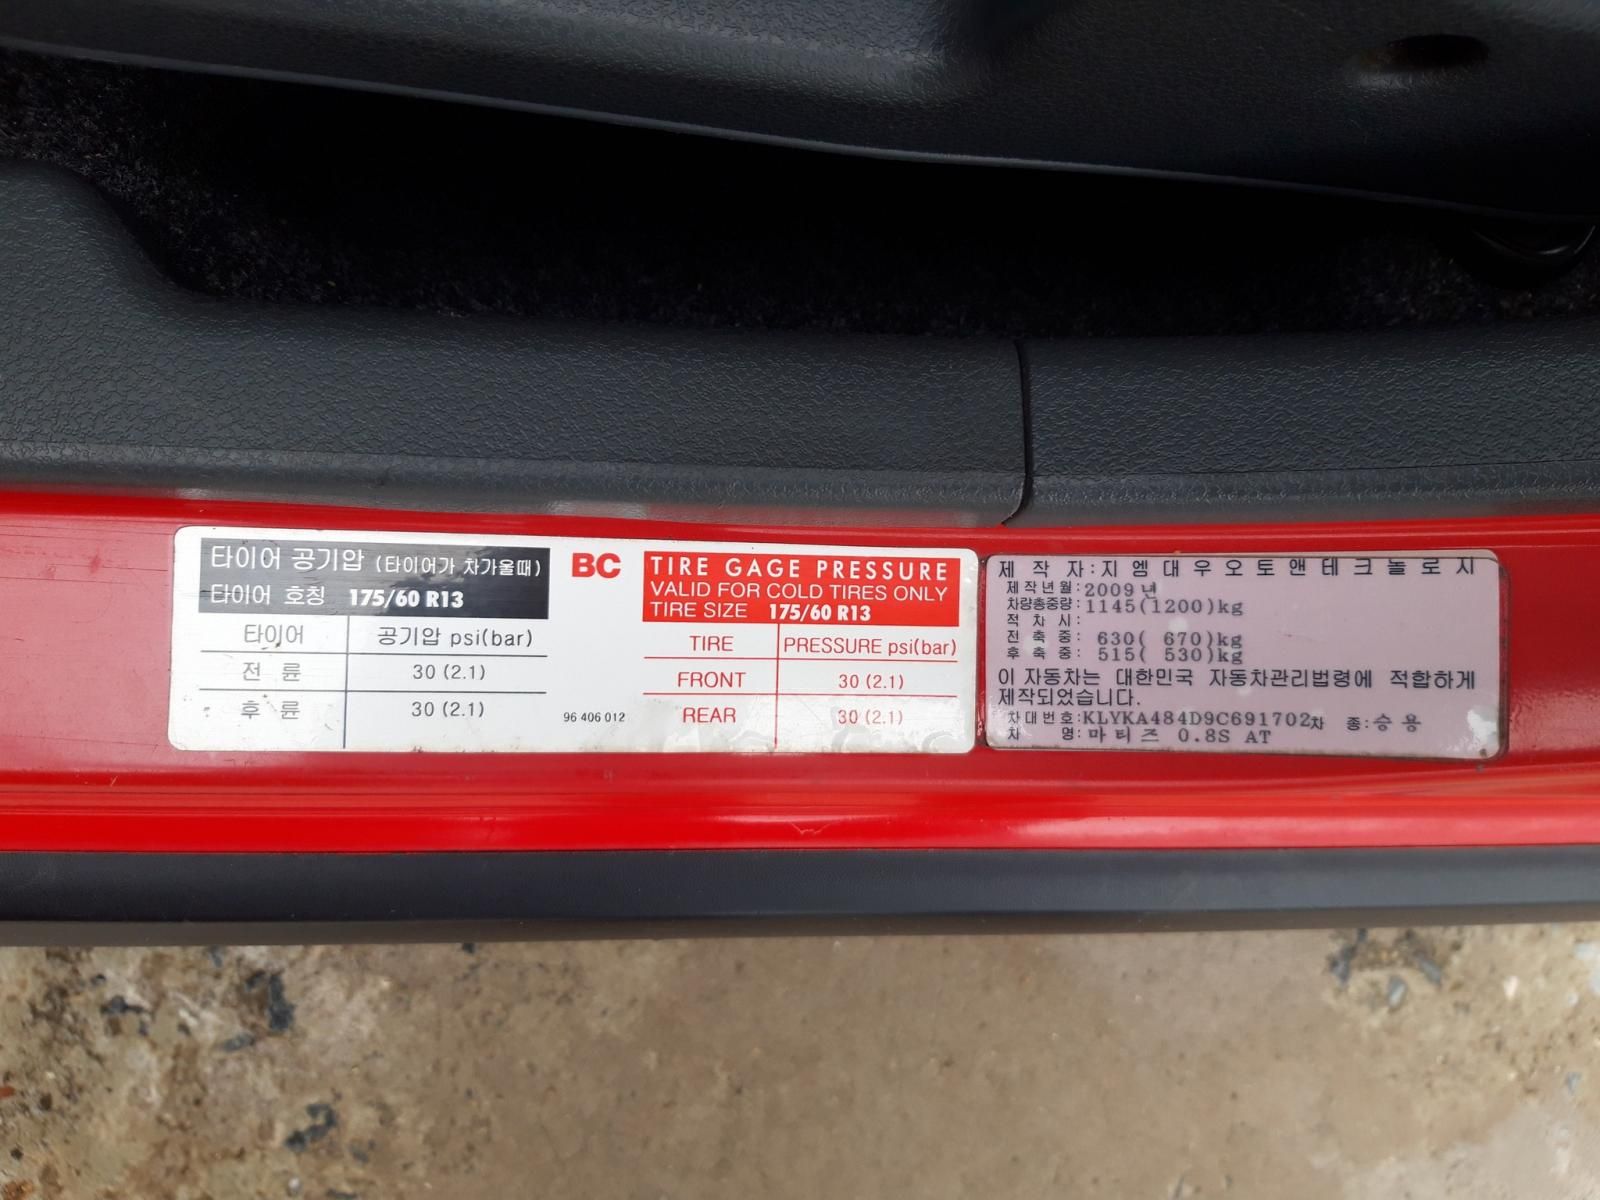 타이어 공기압 (타이어가 차가울때)
타이어 호칭 175/60 R13
타이어 공기압 psi(bar)
전 륜 30 (2.1)
후 륜 30 (2.1)
BC
96 406 012
TIRE GAGE PRESSURE
VALID FOR COLD TIRES ONLY
TIRE SIZE 175/60 R13
TIRE PRESSURE psi(bar)
FRONT 30 (2.1)
REAR 30 (2.1)
제 작 자:지엠대우오토앤테크놀로지
제작년월:2009년
차량총중량:1145(1200)kg
적 차 시:
전 축 중: 630( 670)kg
후 축 중: 515( 530)kg
이 자동차는 대한민국 자동차관리법령에 적합하게
제작되었습니다.
차대번호:KLYKA484D9C691702차 종:승용
차 명:마티즈 0.8S AT